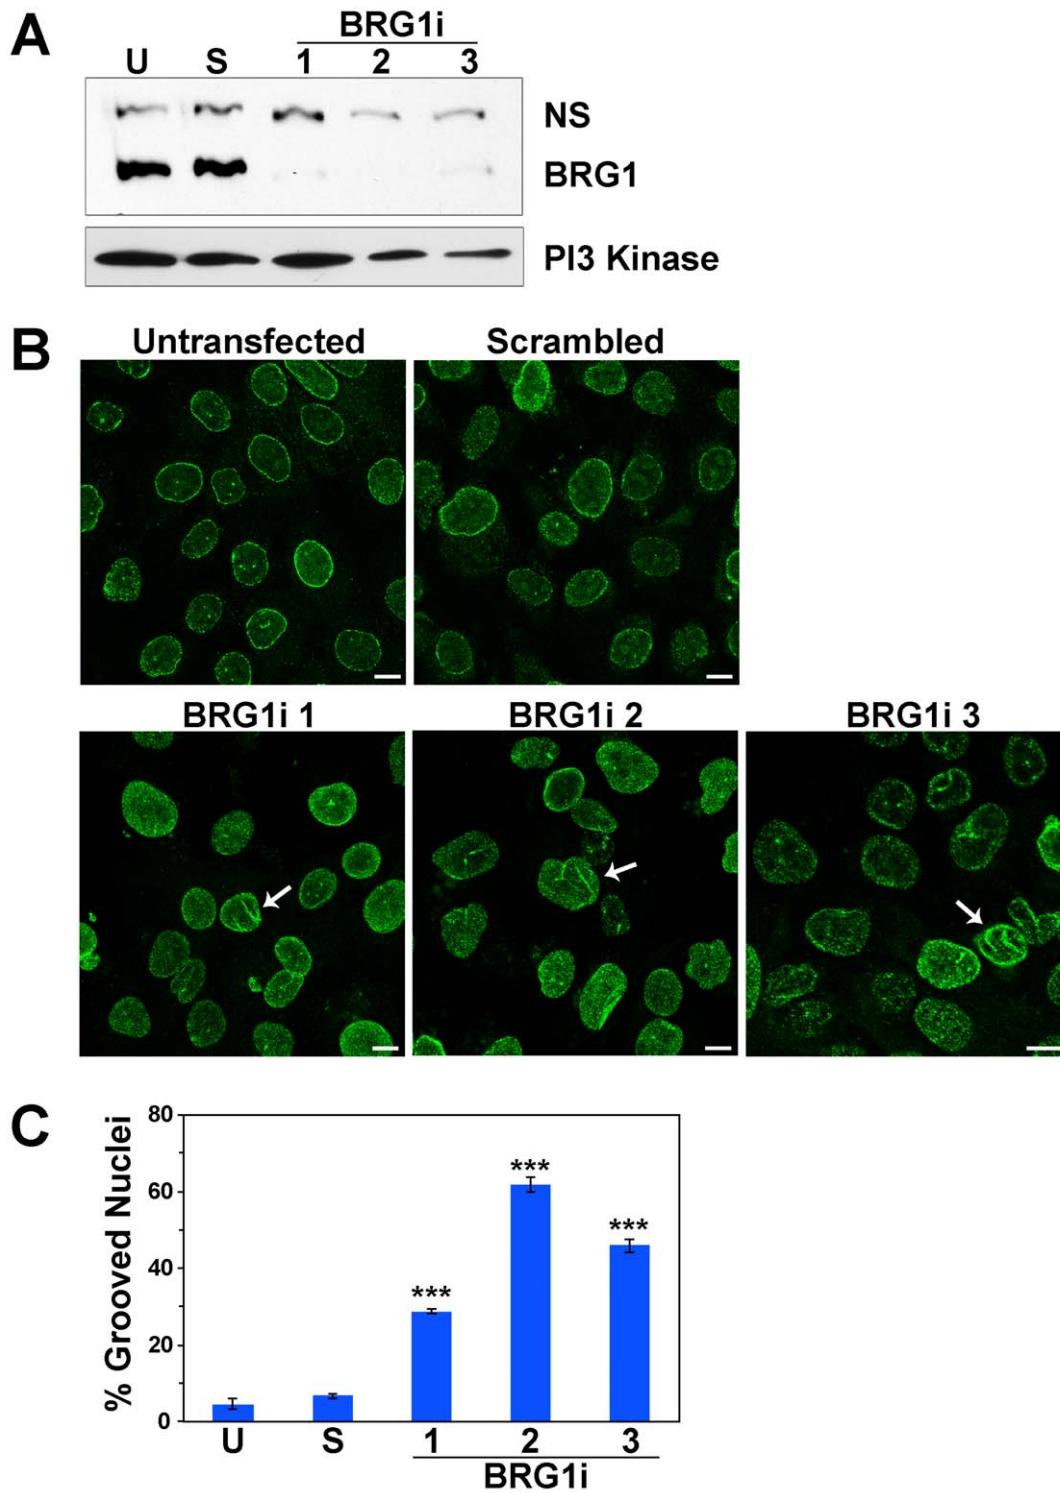 A
BRG1i
U S 1 2 3
NS
BRG1
PI3 Kinase
B
Untransfected Scrambled
BRG1i 1 BRG1i 2 BRG1i 3
C
% Grooved Nuclei
80
60
40
20
0
***
***
***
U S 1 2 3
BRG1i